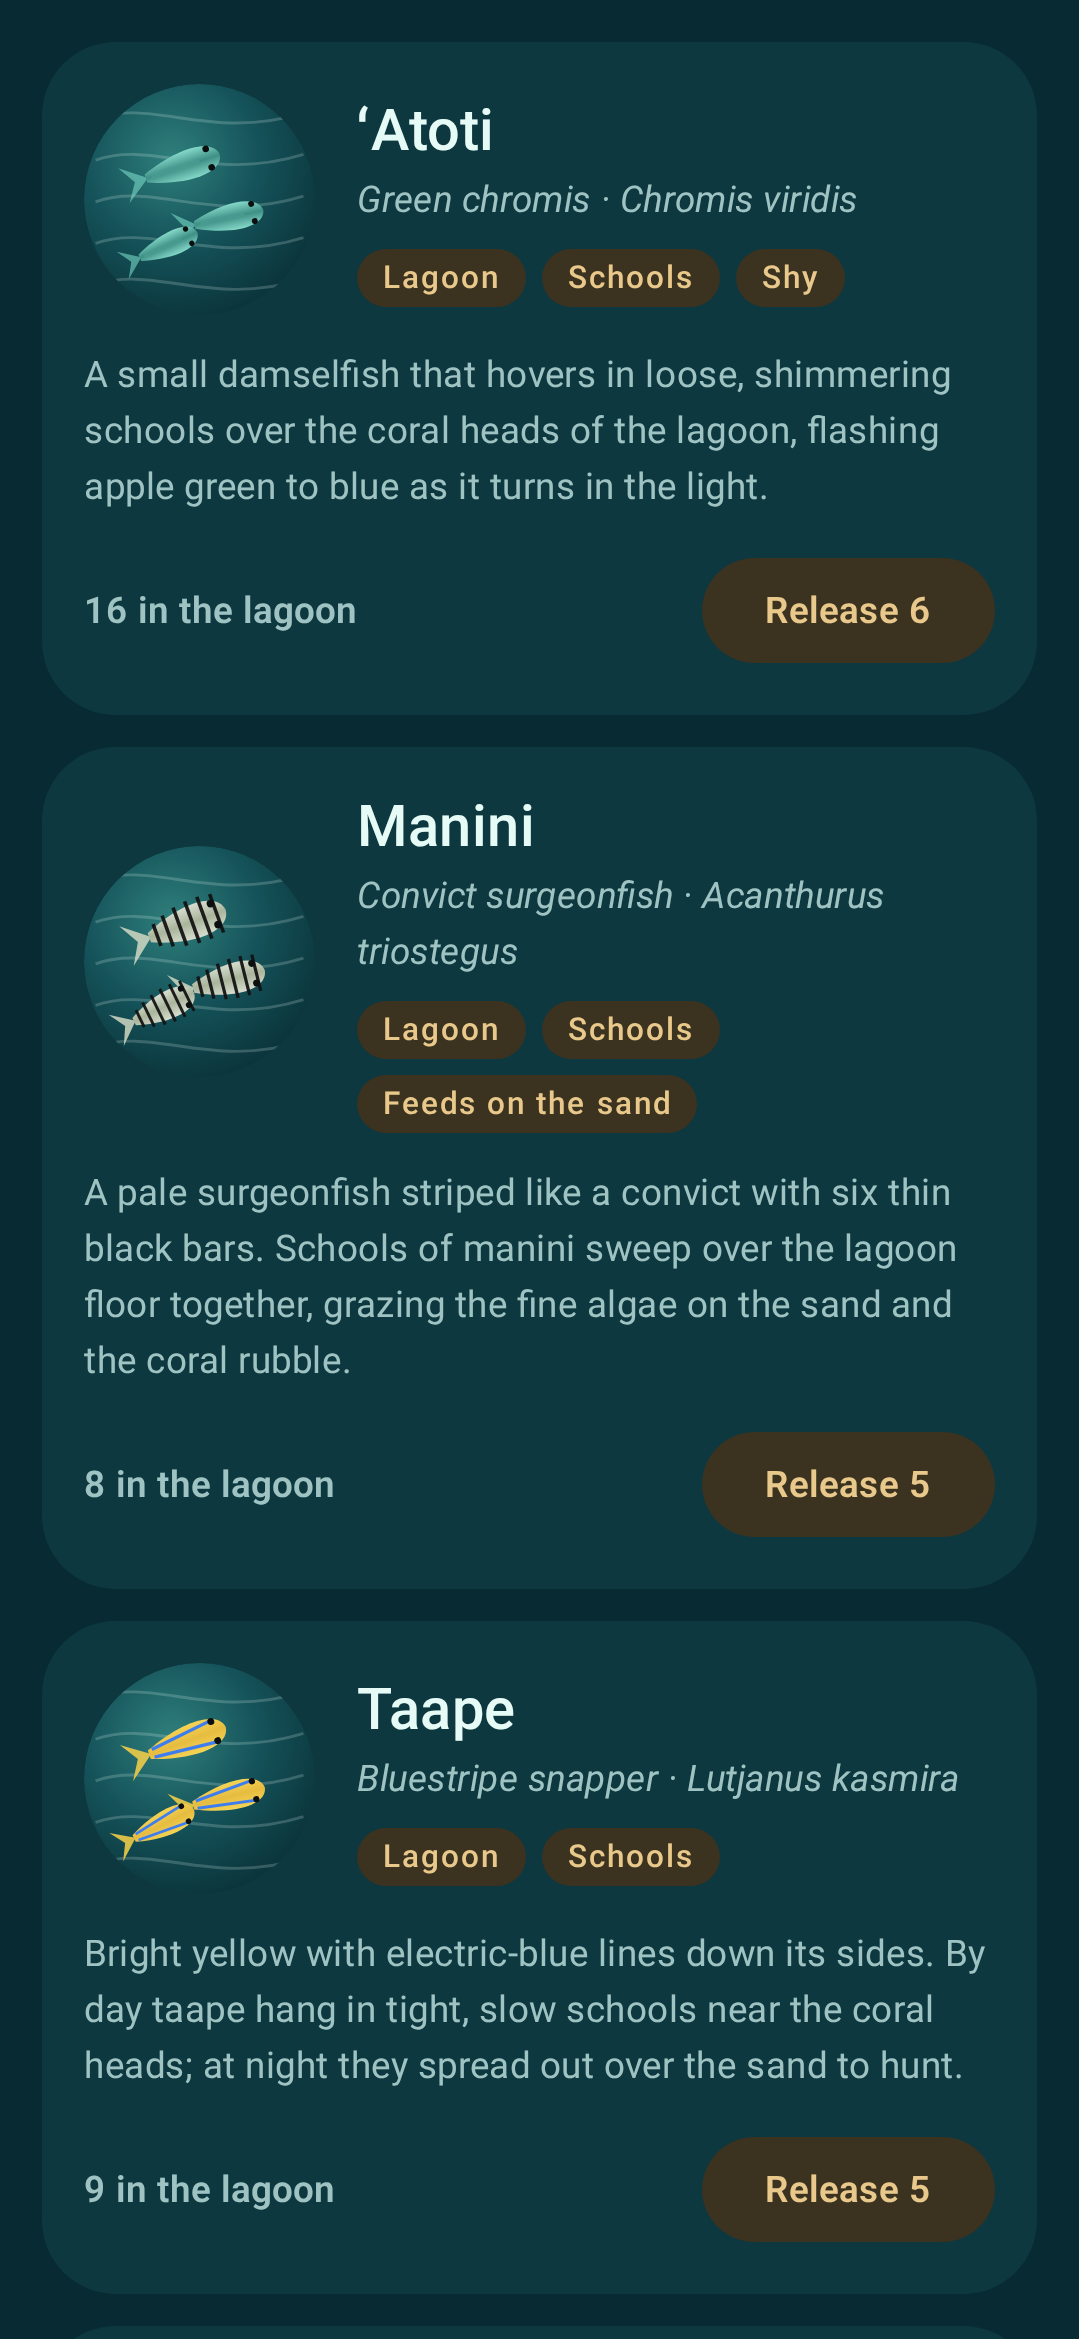 ʻAtoti
Green chromis · Chromis viridis
Lagoon Schools Shy
A small damselfish that hovers in loose, shimmering
schools over the coral heads of the lagoon, flashing
apple green to blue as it turns in the light.
16 in the lagoon Release 6
Manini
Convict surgeonfish · Acanthurus
triostegus
Lagoon Schools
Feeds on the sand
A pale surgeonfish striped like a convict with six thin
black bars. Schools of manini sweep over the lagoon
floor together, grazing the fine algae on the sand and
the coral rubble.
8 in the lagoon Release 5
Taape
Bluestripe snapper · Lutjanus kasmira
Lagoon Schools
Bright yellow with electric-blue lines down its sides. By
day taape hang in tight, slow schools near the coral
heads; at night they spread out over the sand to hunt.
9 in the lagoon Release 5